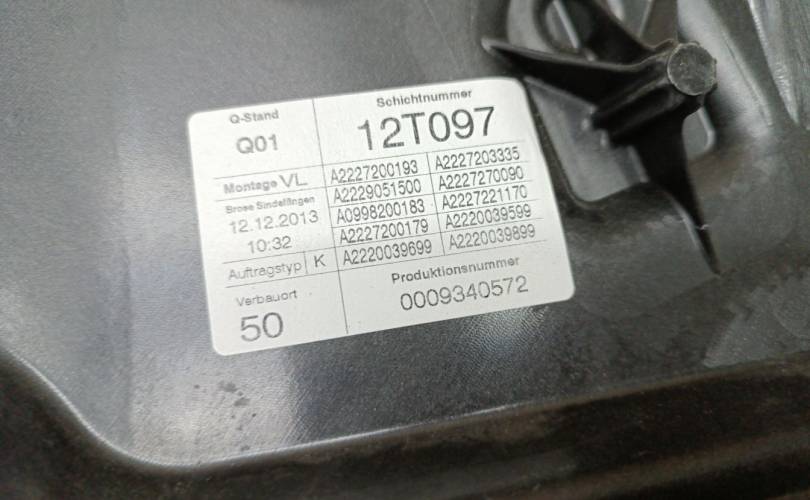 Q-Stand
Q01
Schichtnummer
12T097
Montage VL
Brose Sindelfingen
12.12.2013
10:32
A2227200193 A2227203335
A2229051500 A2227270090
A0998200183 A2227221170
A2227200179 A2220039599
A2220039699 A2220039899
Auftragstyp K
Verbauort
50
Produktionsnummer
0009340572